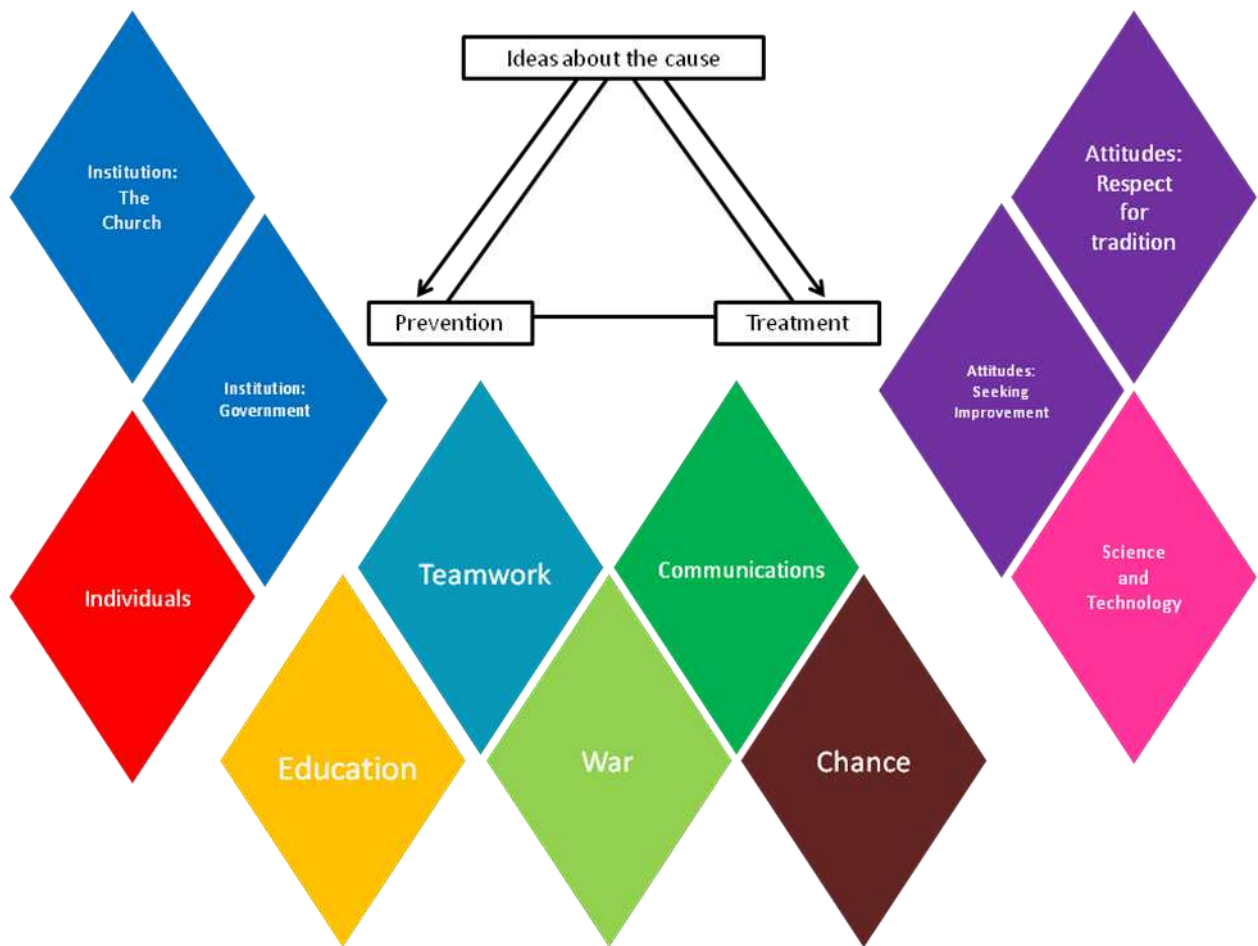 Ideas about the cause
Prevention
Treatment
Institution:
The
Church
Institution:
Government
Individuals
Attitudes:
Respect
for
tradition
Attitudes:
Seeking
Improvement
Science
and
Technology
Teamwork
Communications
Education
War
Chance